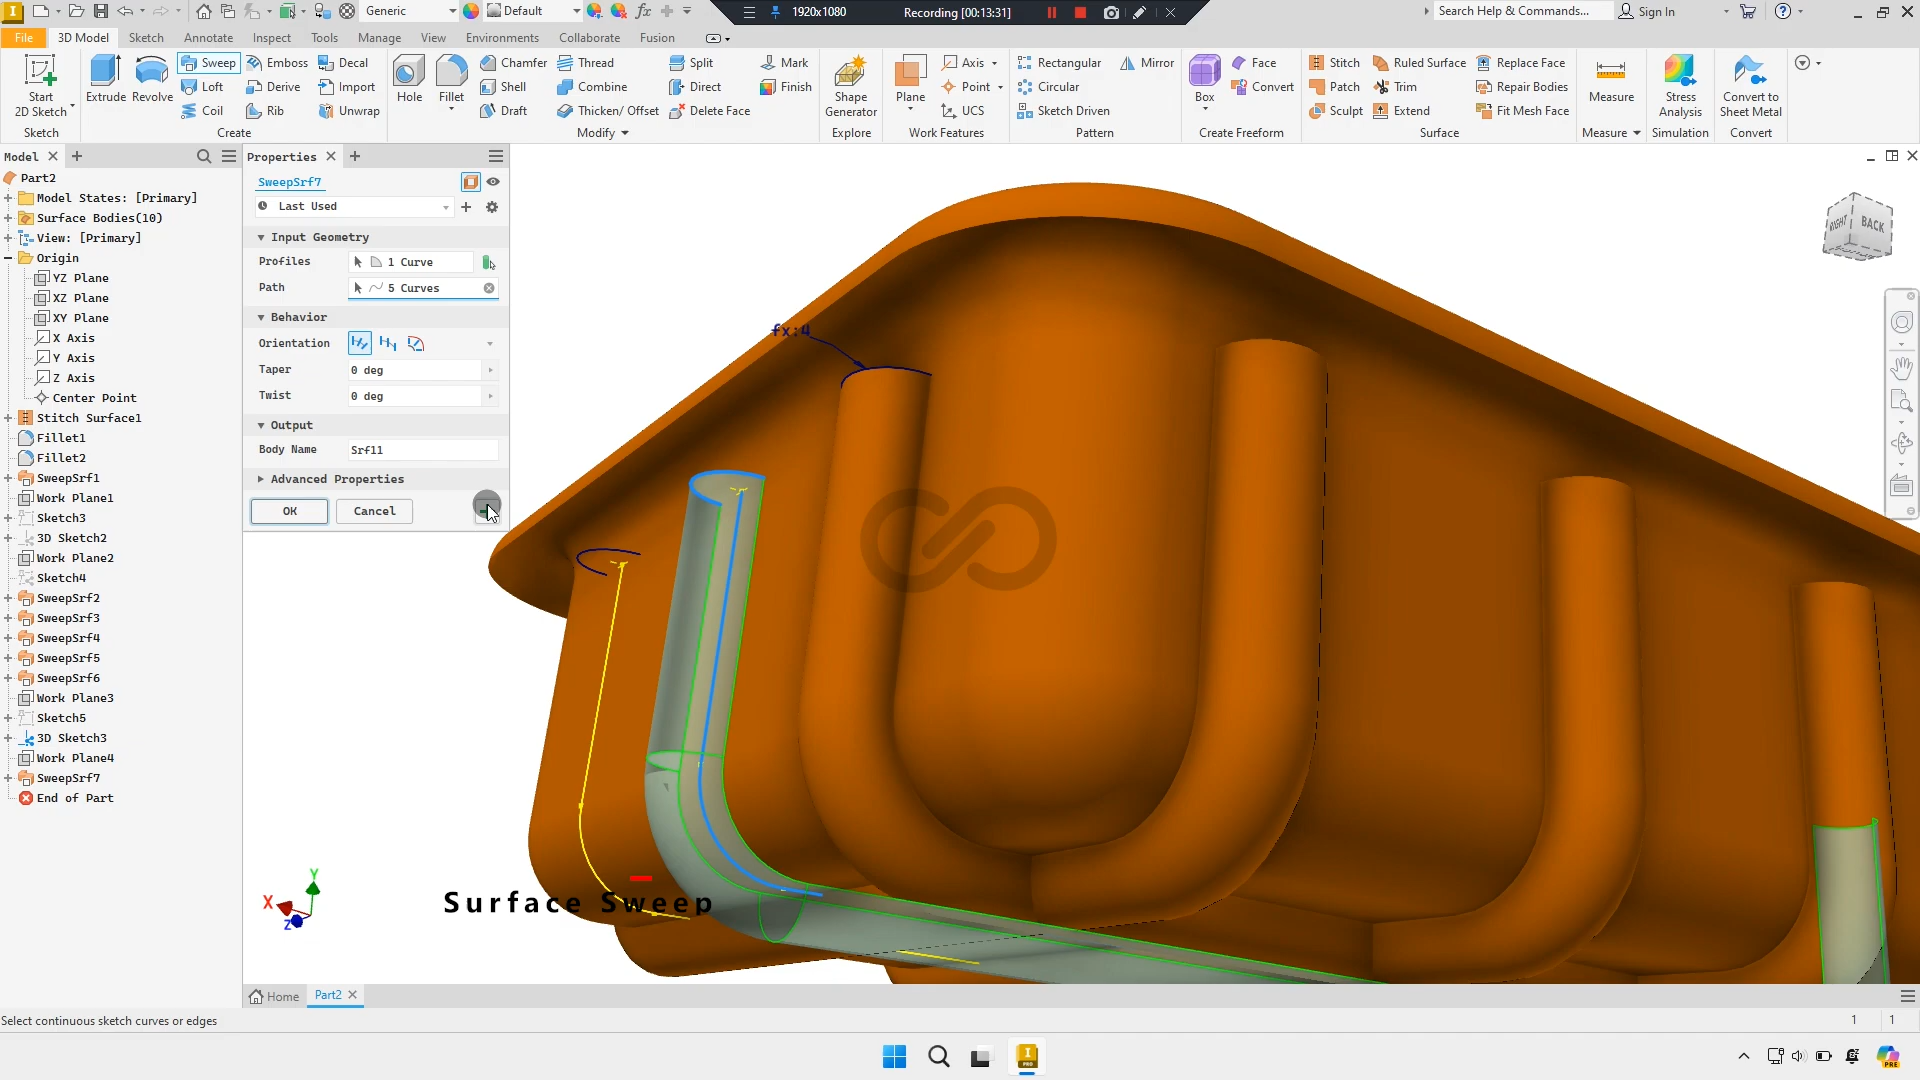 Generic
Default
fx
1920x1080
Recording [00:13:31]
Search Help & Commands...
Sign In
File
3D Model
Sketch
Annotate
Inspect
Tools
Manage
View
Environments
Collaborate
Fusion
Start
2D Sketch
Sketch
Extrude
Revolve
Sweep
Loft
Coil
Emboss
Derive
Rib
Decal
Import
Unwrap
Create
Hole
Fillet
Chamfer
Shell
Draft
Thread
Combine
Thicken/ Offset
Split
Direct
Delete Face
Modify
Mark
Finish
Shape
Generator
Explore
Plane
Axis
Point
UCS
Work Features
Rectangular
Circular
Sketch Driven
Mirror
Pattern
Box
Face
Convert
Create Freeform
Stitch
Patch
Sculpt
Ruled Surface
Trim
Extend
Replace Face
Repair Bodies
Fit Mesh Face
Surface
Measure
Measure
Stress
Analysis
Simulation
Convert to
Sheet Metal
Convert
Model
Part2
Model States: [Primary]
Surface Bodies(10)
View: [Primary]
Origin
YZ Plane
XZ Plane
XY Plane
X Axis
Y Axis
Z Axis
Center Point
Stitch Surface1
Fillet1
Fillet2
SweepSrf1
Work Plane1
Sketch3
3D Sketch2
Work Plane2
Sketch4
SweepSrf2
SweepSrf3
SweepSrf4
SweepSrf5
SweepSrf6
Work Plane3
Sketch5
3D Sketch3
Work Plane4
SweepSrf7
End of Part
Properties
SweepSrf7
Last Used
Input Geometry
Profiles
1 Curve
Path
5 Curves
Behavior
Orientation
Taper
0 deg
Twist
0 deg
Output
Body Name
Srf11
Advanced Properties
OK
Cancel
fx:4
RIGHT
BACK
X
Y
Z
Surface Sweep
Home
Part2
Select continuous sketch curves or edges
1
1
I
PRO
PRE